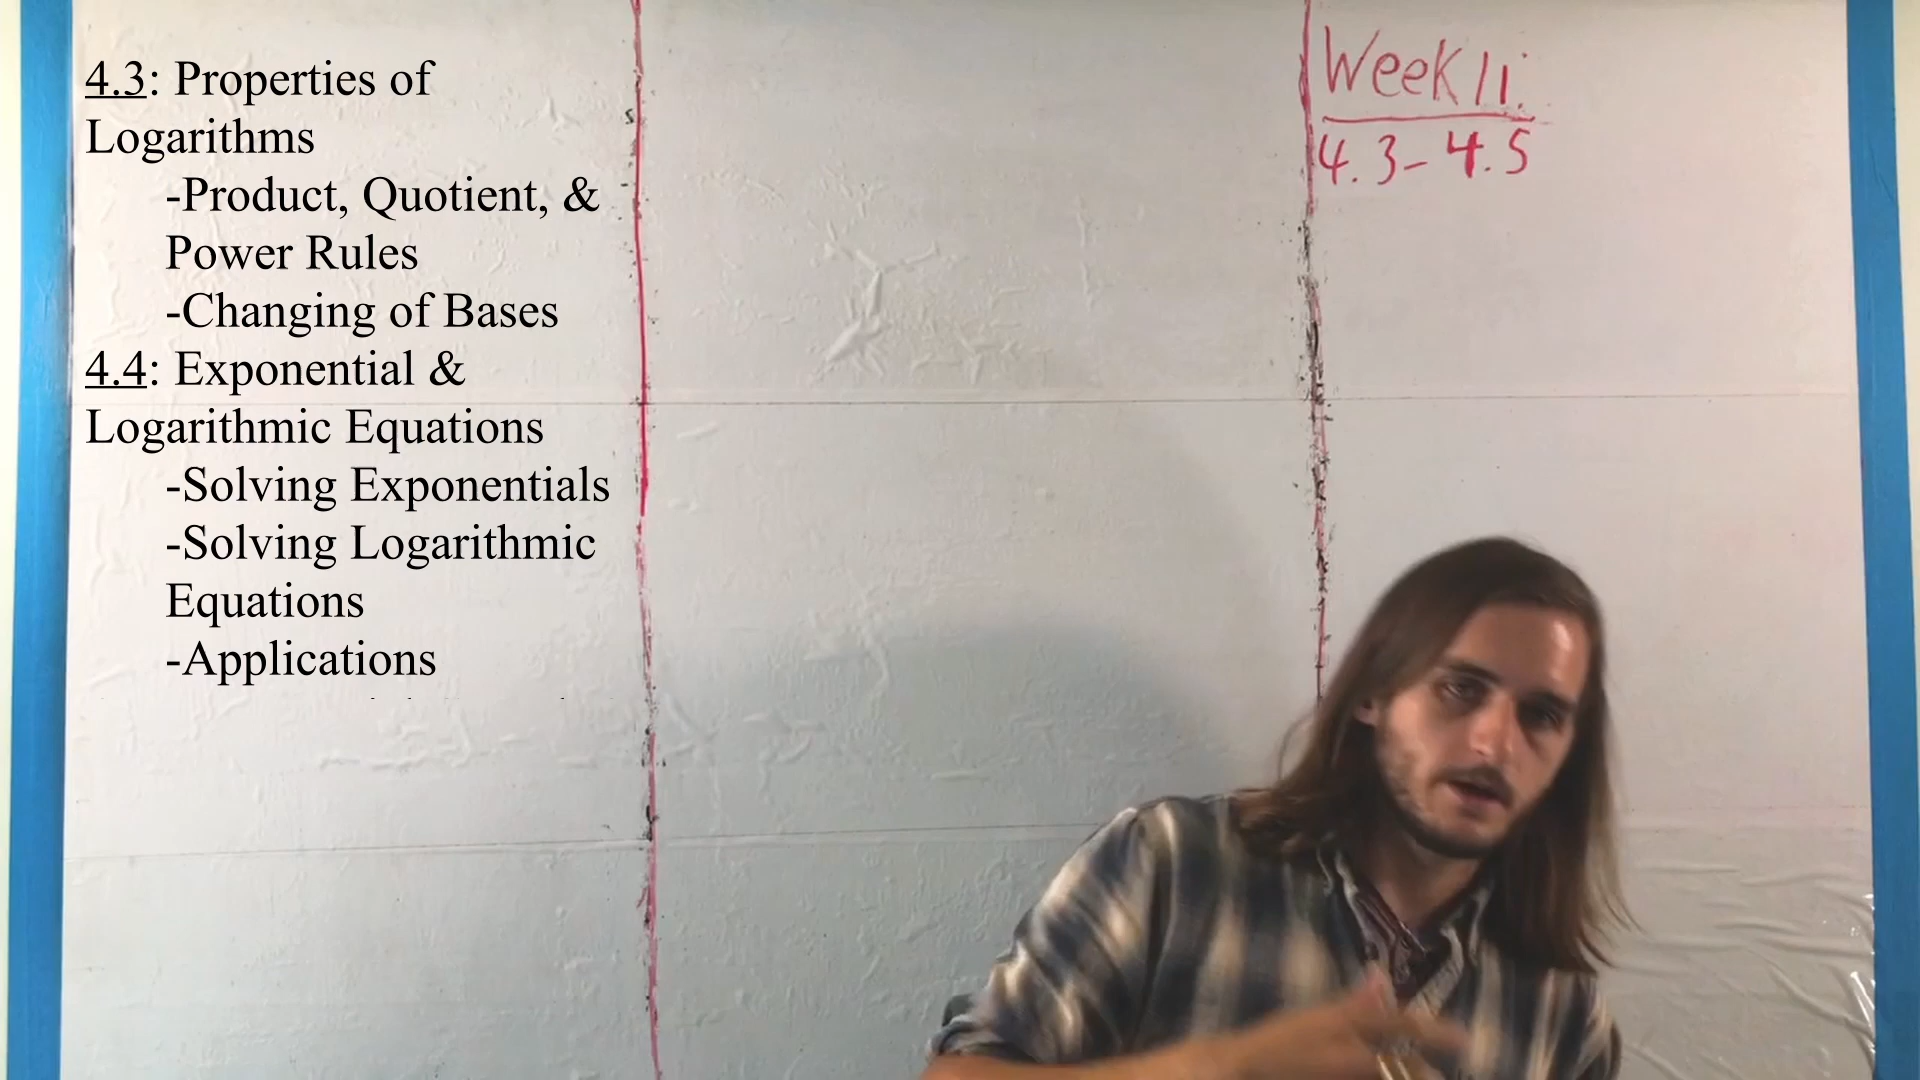 4.3: Properties of
Logarithms
-Product, Quotient, &
Power Rules
-Changing of Bases
4.4: Exponential &
Logarithmic Equations
-Solving Exponentials
-Solving Logarithmic
Equations
-Applications
Week 11:
4.3-4.5